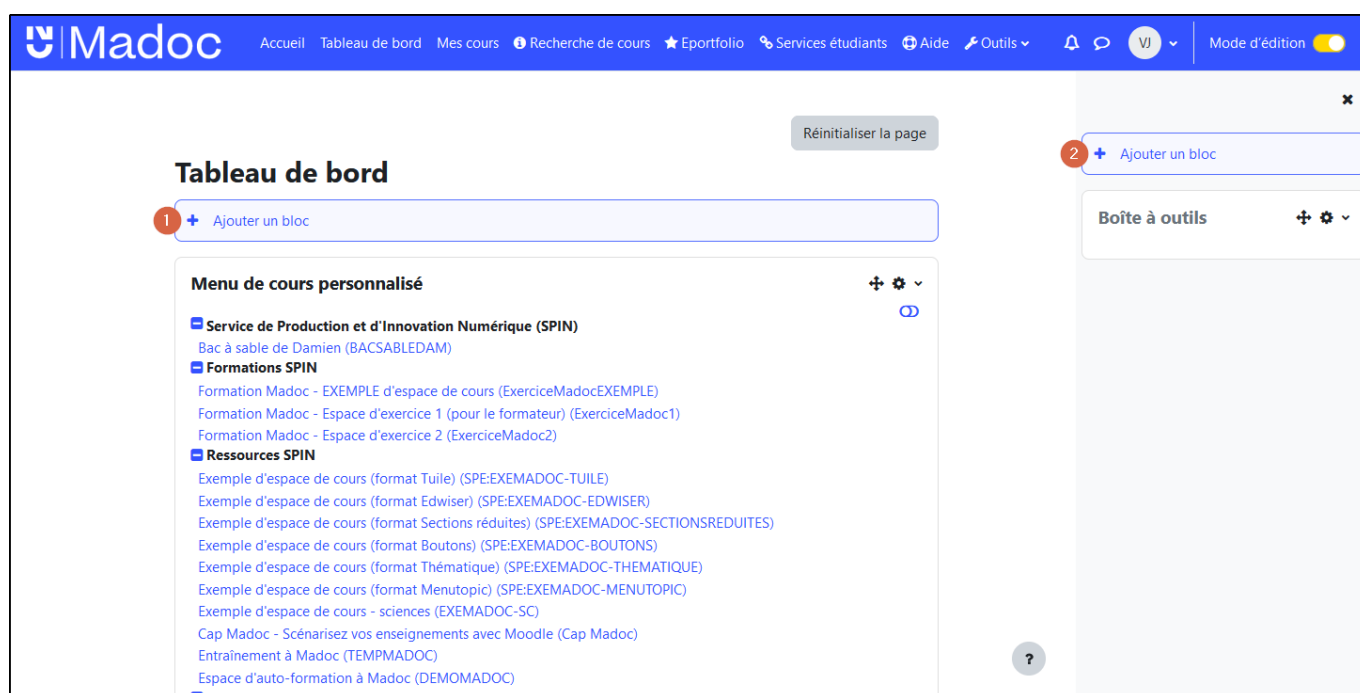 Madoc Accueil Tableau de bord Mes cours Recherche de cours Eportfolio Services étudiants Aide Outils VJ Mode d'édition
Réinitialiser la page
Tableau de bord
1 + Ajouter un bloc
Menu de cours personnalisé
Service de Production et d'Innovation Numérique (SPIN)
Bac à sable de Damien (BACSABLEDAM)
Formations SPIN
Formation Madoc - EXEMPLE d'espace de cours (ExerciceMadocEXEMPLE)
Formation Madoc - Espace d'exercice 1 (pour le formateur) (ExerciceMadoc1)
Formation Madoc - Espace d'exercice 2 (ExerciceMadoc2)
Ressources SPIN
Exemple d'espace de cours (format Tuile) (SPE:EXEMADOC-TUILE)
Exemple d'espace de cours (format Edwiser) (SPE:EXEMADOC-EDWISER)
Exemple d'espace de cours (format Sections réduites) (SPE:EXEMADOC-SECTIONSREDUITES)
Exemple d'espace de cours (format Boutons) (SPE:EXEMADOC-BOUTONS)
Exemple d'espace de cours (format Thématique) (SPE:EXEMADOC-THEMATIQUE)
Exemple d'espace de cours (format Menutopic) (SPE:EXEMADOC-MENUTOPIC)
Exemple d'espace de cours - sciences (EXEMADOC-SC)
Cap Madoc - Scénarisez vos enseignements avec Moodle (Cap Madoc)
Entraînement à Madoc (TEMPMADOC)
Espace d'auto-formation à Madoc (DEMOMADOC)
2 + Ajouter un bloc
Boîte à outils
?